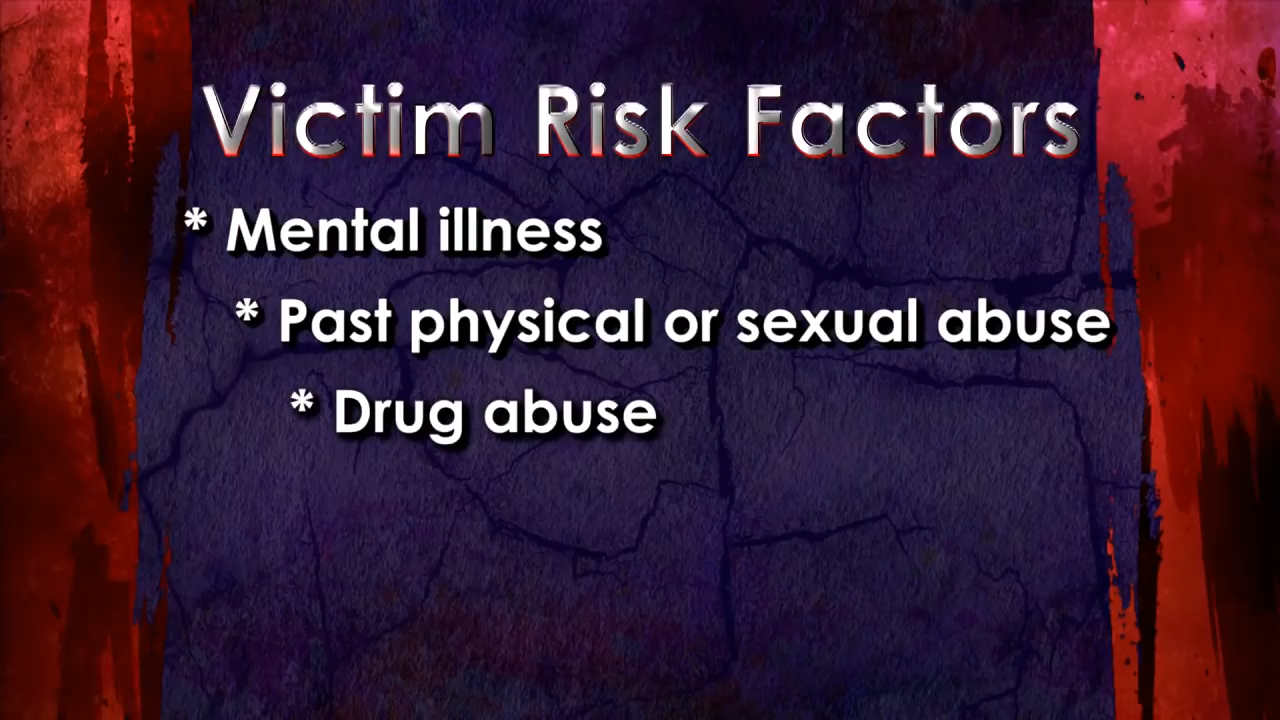 Victim Risk Factors
* Mental illness
* Past physical or sexual abuse
* Drug abuse